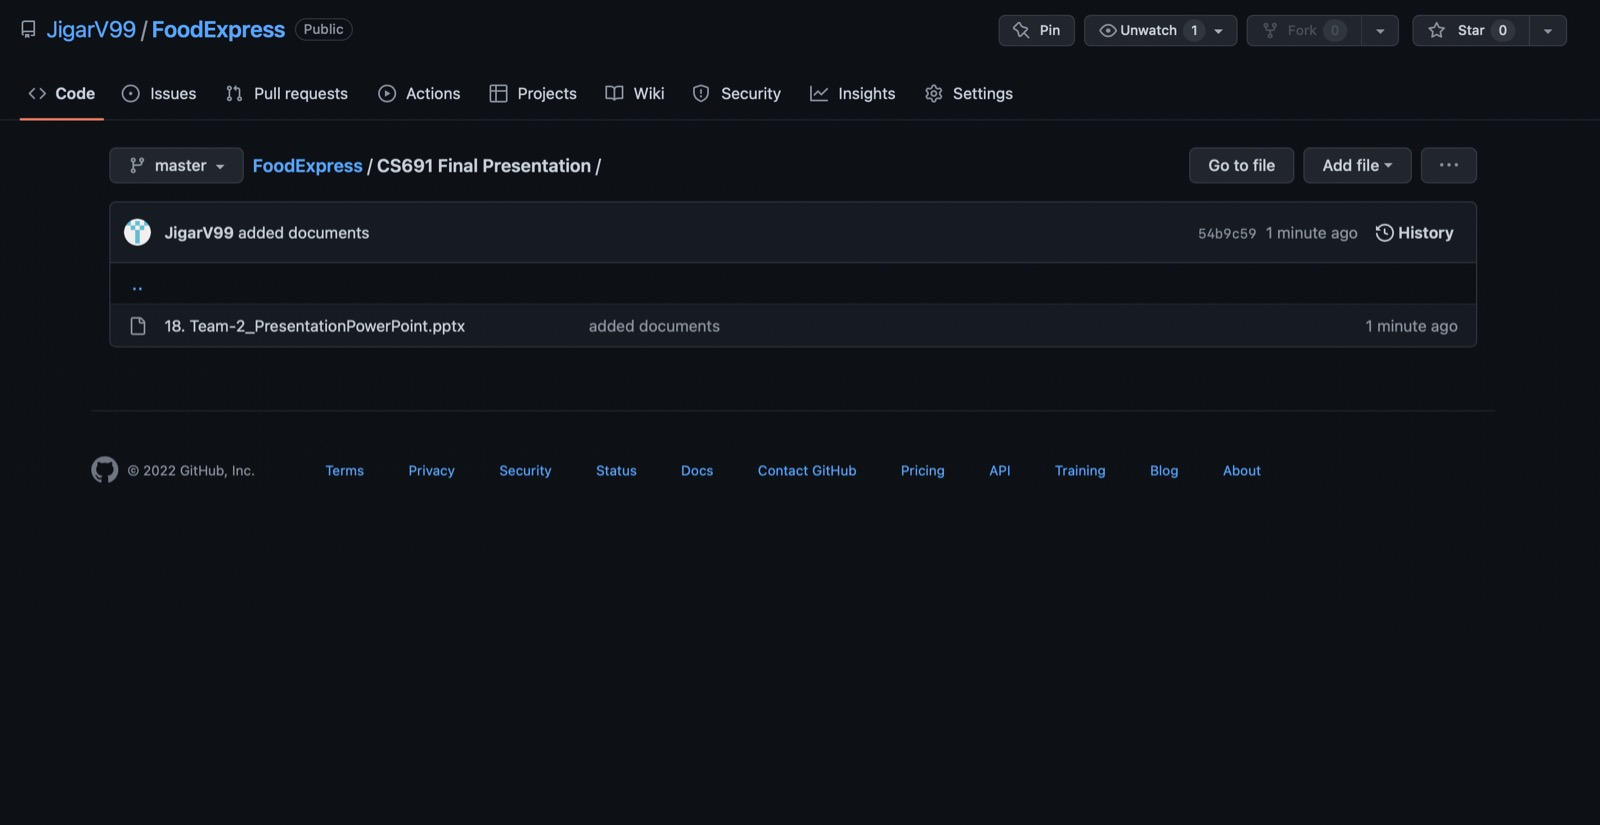 JigarV99 / FoodExpress Public Pin Unwatch 1 Fork 0 Star 0
Code Issues Pull requests Actions Projects Wiki Security Insights Settings
master FoodExpress / CS691 Final Presentation / Go to file Add file ...
JigarV99 added documents 54b9c59 1 minute ago History
..
18. Team-2_PresentationPowerPoint.pptx added documents 1 minute ago
© 2022 GitHub, Inc. Terms Privacy Security Status Docs Contact GitHub Pricing API Training Blog About